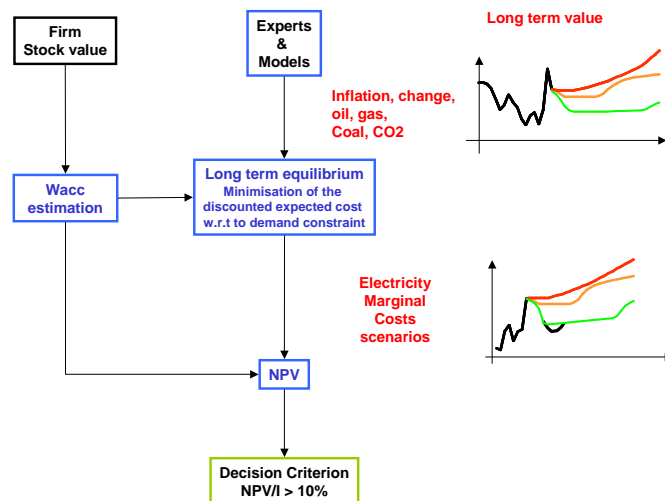 Firm
Stock value
Experts
&
Models
Long term value
Inflation, change,
oil, gas,
Coal, CO2
Wacc
estimation
Long term equilibrium
Minimisation of the
discounted expected cost
w.r.t to demand constraint
Electricity
Marginal
Costs
scenarios
NPV
Decision Criterion
NPV/I > 10%